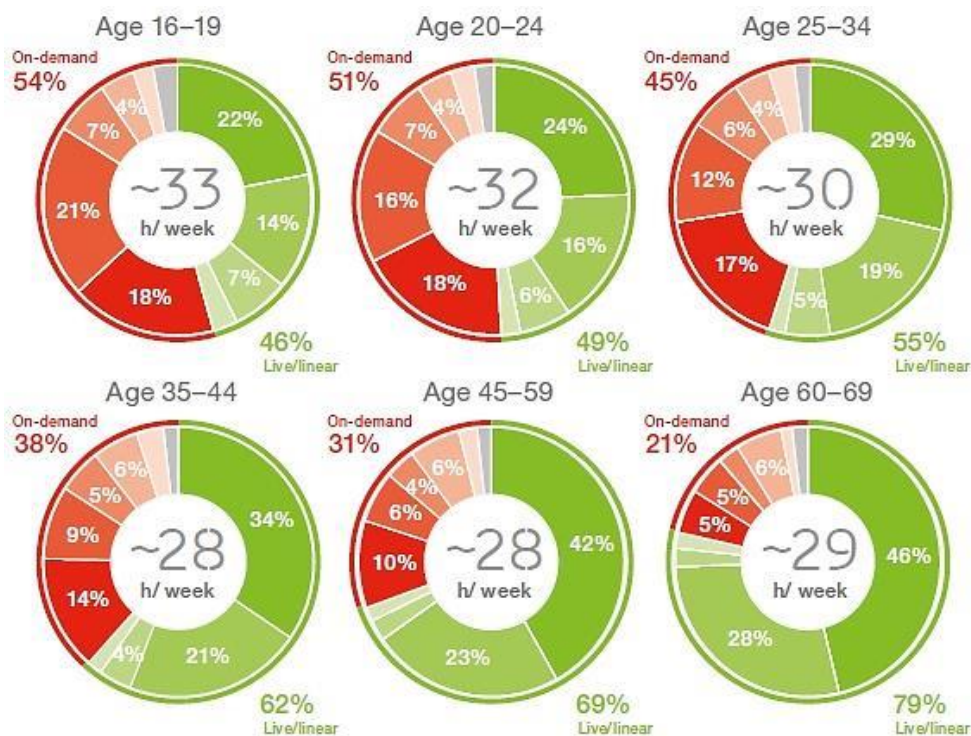 Age 16–19
On-demand
54%
4%
7%
22%
21%
~33
h/ week
14%
7%
18%
46%
Live/linear
Age 20–24
On-demand
51%
4%
7%
24%
16%
~32
h/ week
16%
6%
18%
49%
Live/linear
Age 25–34
On-demand
45%
4%
6%
29%
12%
~30
h/ week
17%
19%
5%
55%
Live/linear
Age 35–44
On-demand
38%
6%
5%
34%
9%
~28
h/ week
14%
4%
21%
62%
Live/linear
Age 45–59
On-demand
31%
6%
4%
6%
42%
10%
~28
h/ week
23%
69%
Live/linear
Age 60–69
On-demand
21%
6%
5%
5%
46%
~29
h/ week
28%
79%
Live/linear